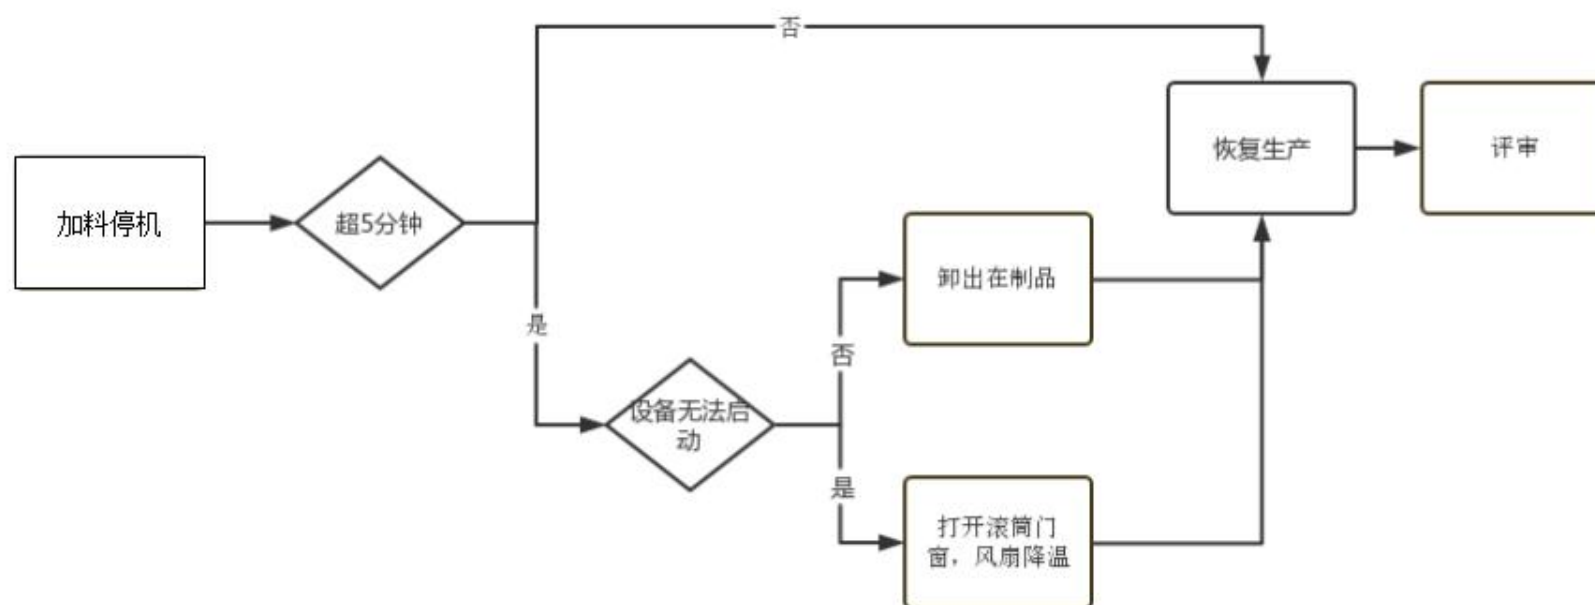 否
恢复生产
评审
加料停机
超5分钟
卸出在制品
是
否
设备无法启
动
是
打开滚筒门
窗，风扇降温